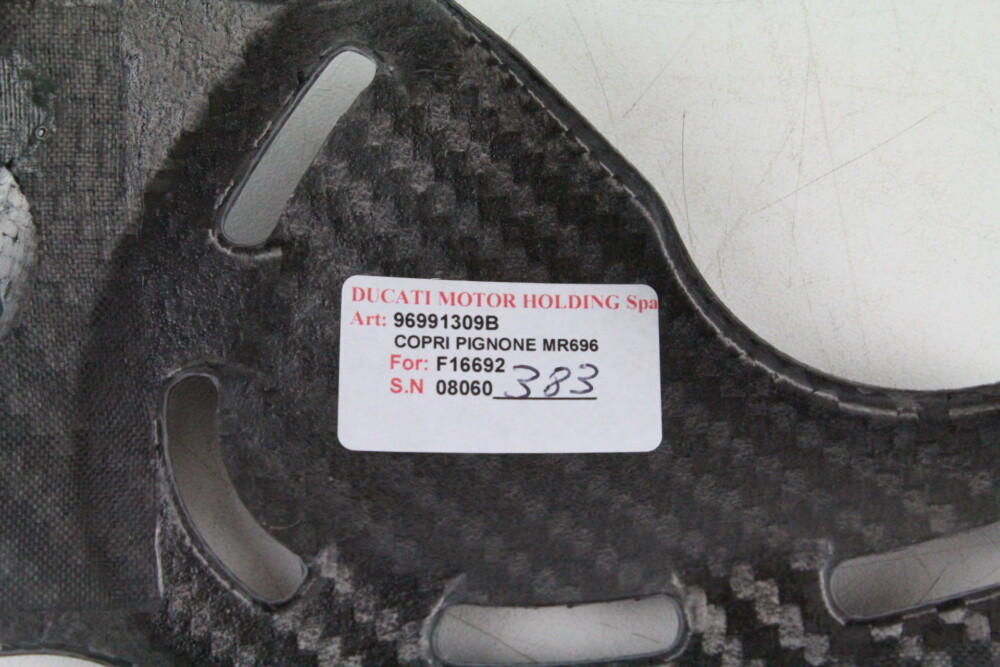 DUCATI MOTOR HOLDING Spa
Art: 96991309B
COPRI PIGNONE MR696
For: F16692
S.N 08060 383